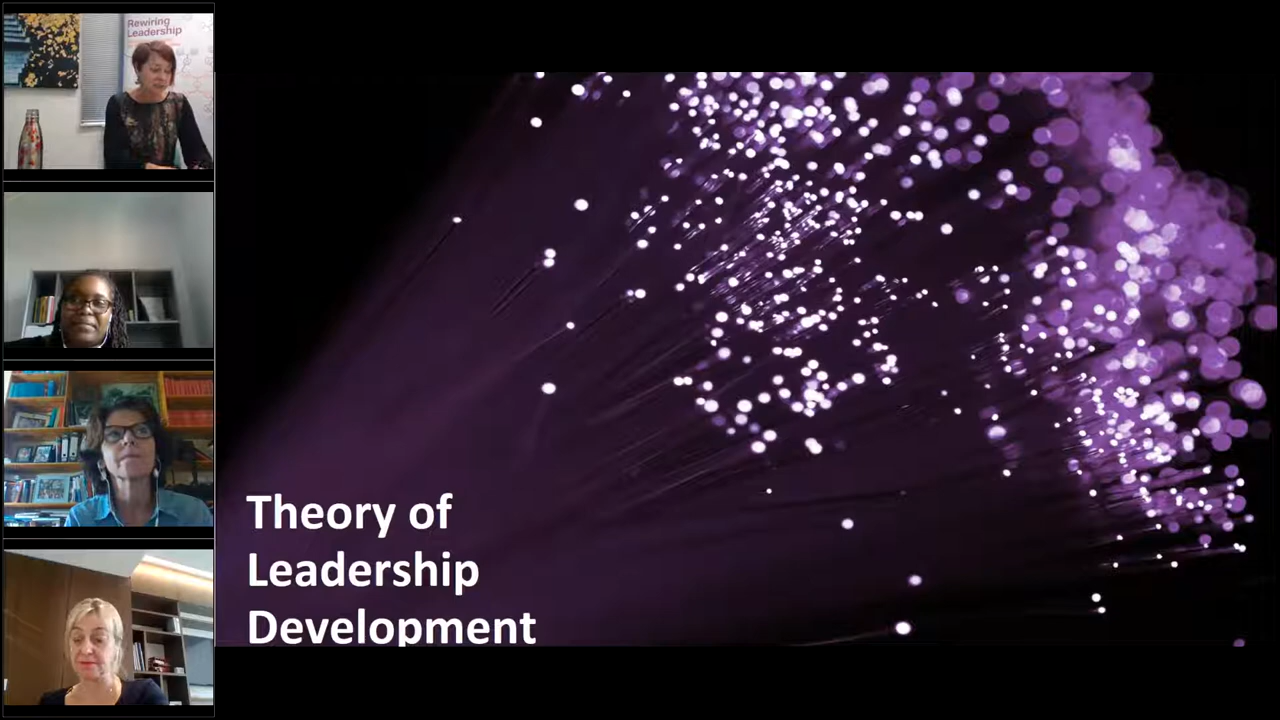 Rewiring
Leadership
Theory of
Leadership
Development